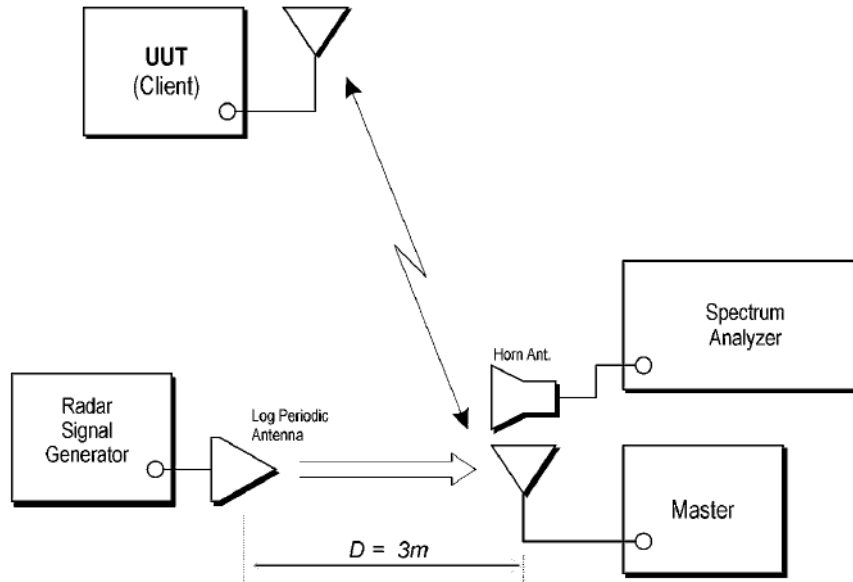 UUT
(Client)
Spectrum
Analyzer
Horn Ant.
Radar
Signal
Generator
Log Periodic
Antenna
Master
D = 3m